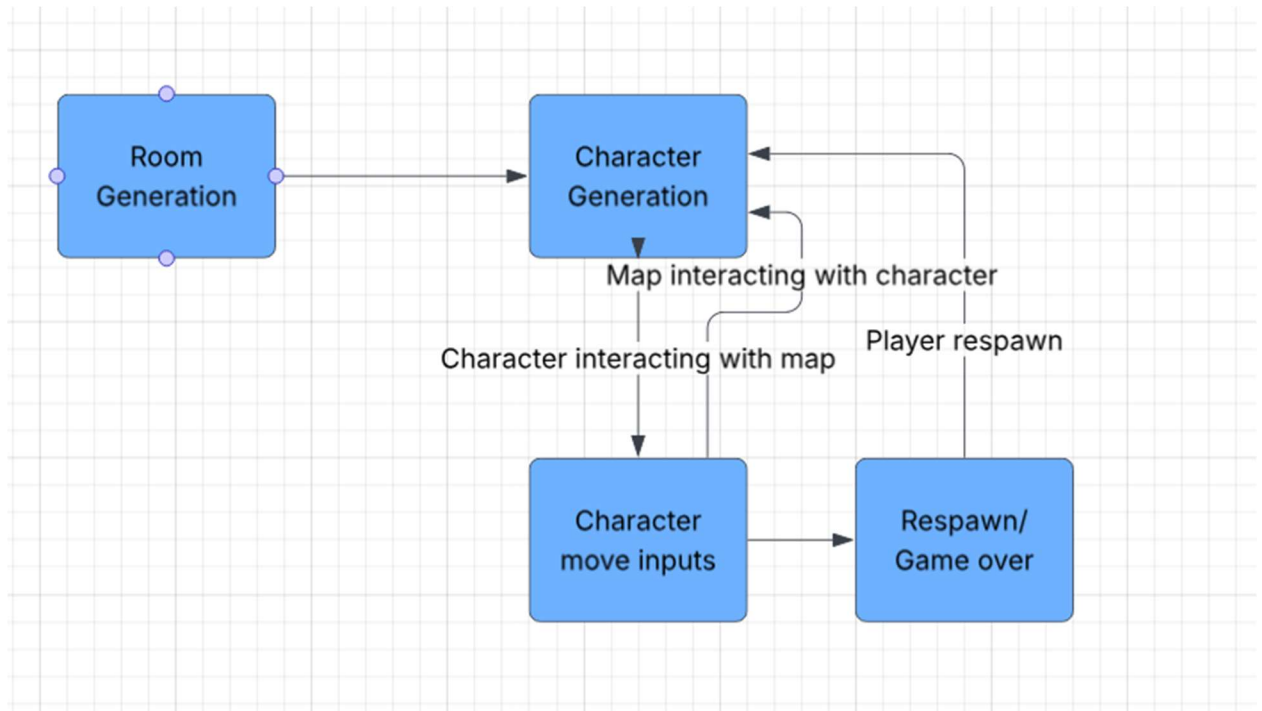 Room
Generation
Character
Generation
Map interacting with character
Player respawn
Character interacting with map
Character
move inputs
Respawn/
Game over